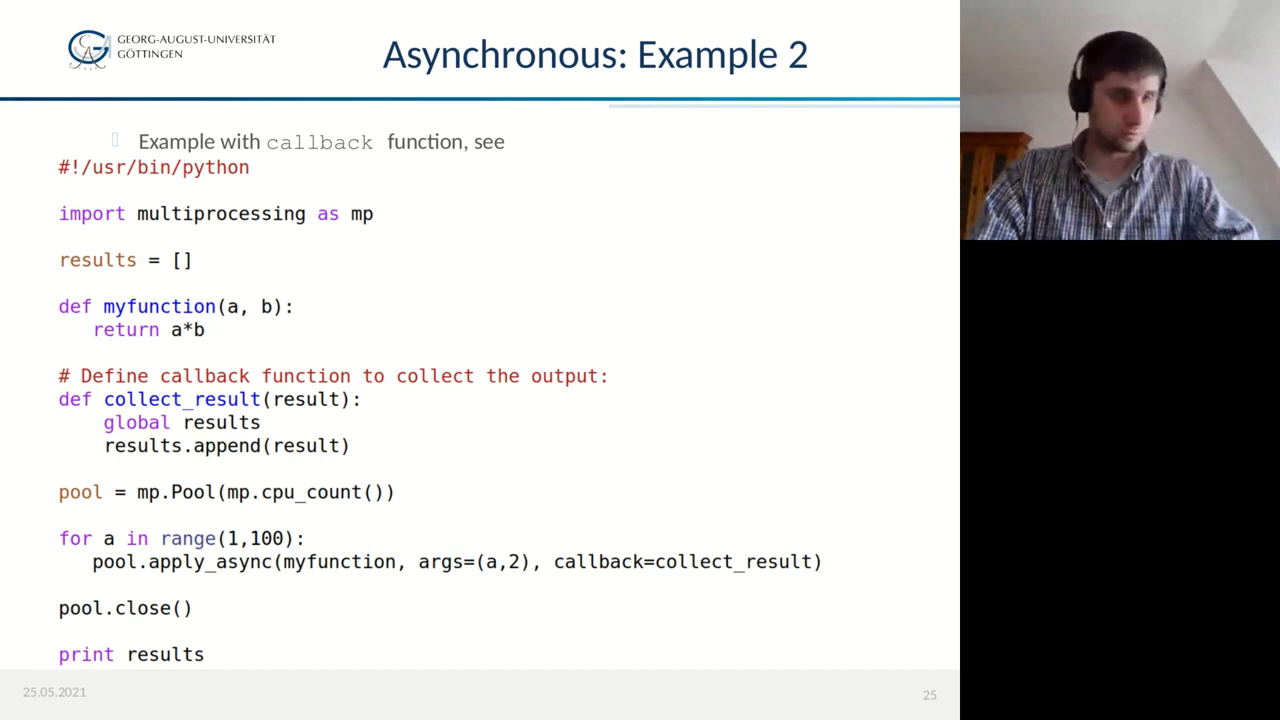 GEORG-AUGUST-UNIVERSITÄT
GÖTTINGEN
Asynchronous: Example 2
Example with callback function, see
#!/usr/bin/python
import multiprocessing as mp
results = []
def myfunction(a, b):
   return a*b
# Define callback function to collect the output:
def collect_result(result):
    global results
    results.append(result)
pool = mp.Pool(mp.cpu_count())
for a in range(1,100):
   pool.apply_async(myfunction, args=(a,2), callback=collect_result)
pool.close()
print results
25.05.2021
25